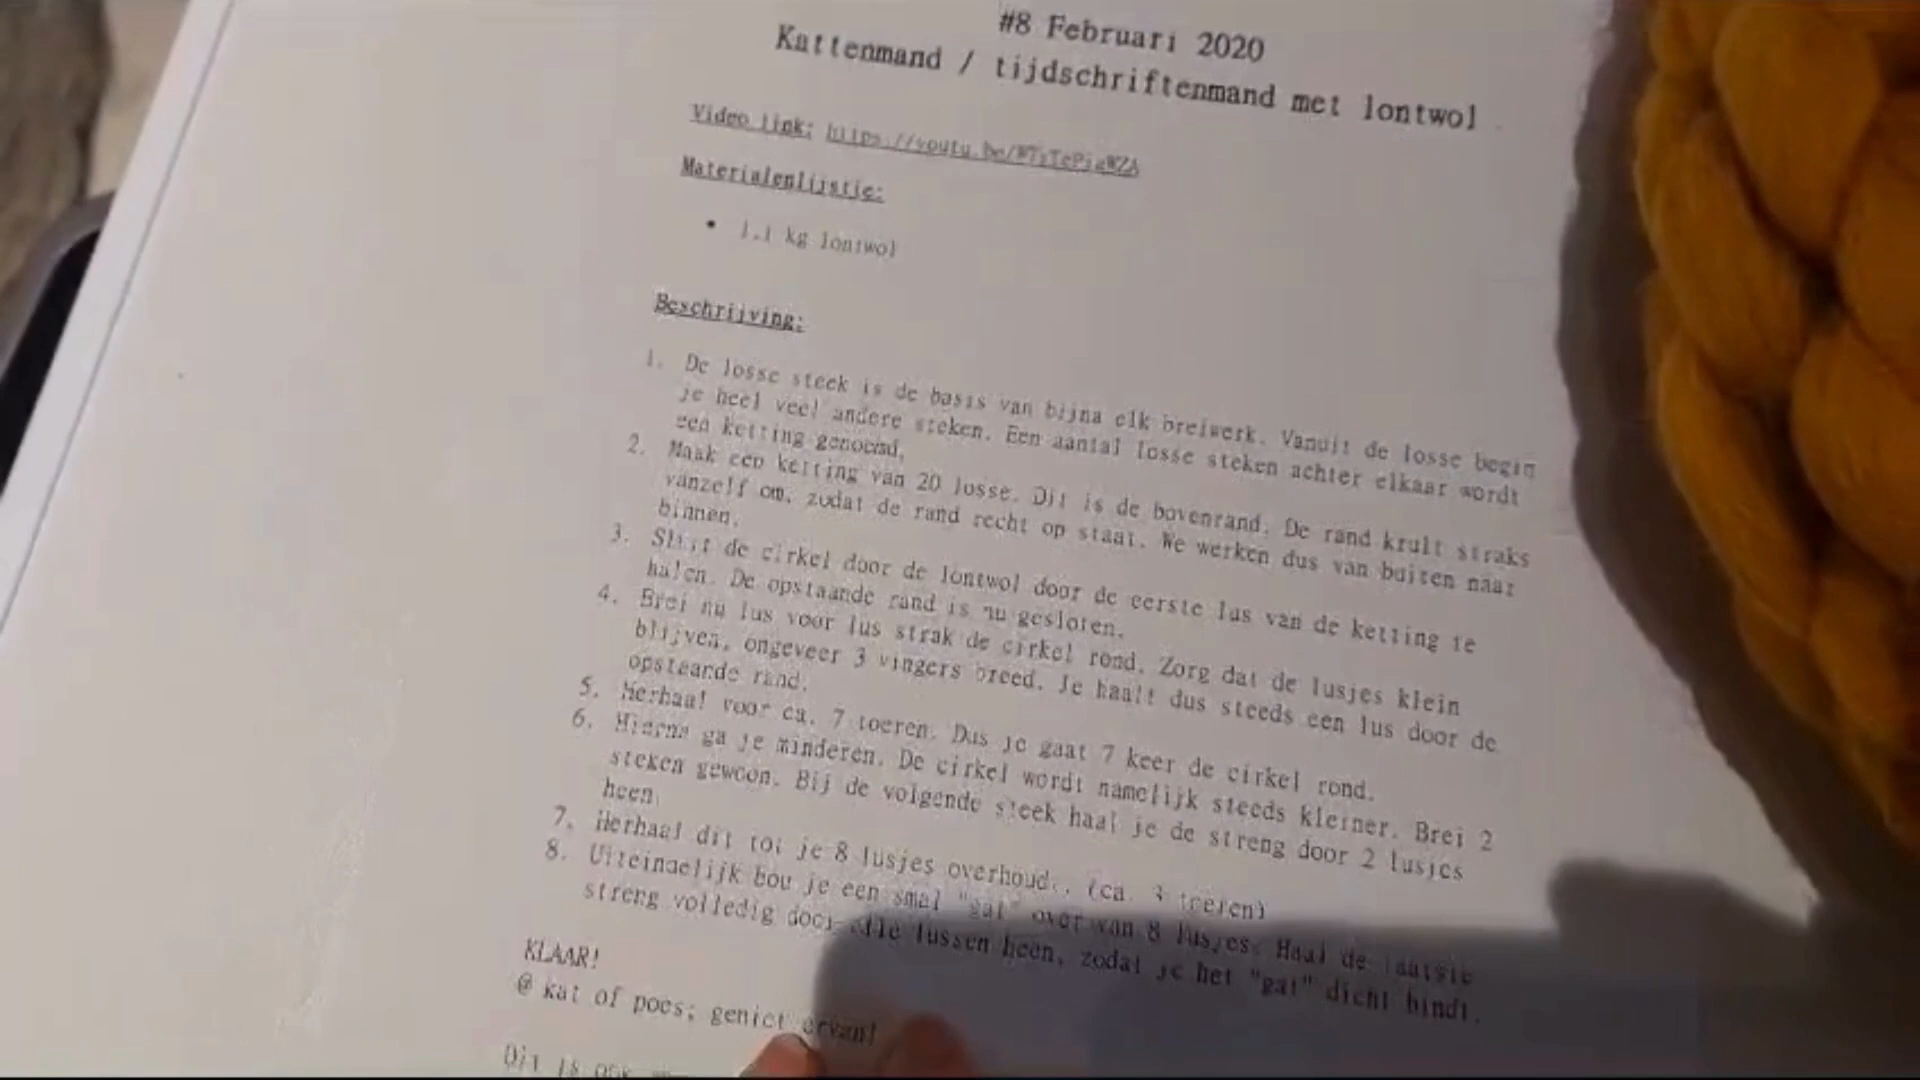 #8 Februari 2020
Kattenmand / tijdschriftenmand met lontwol
Video link: https://youtu.be/
Materialenlijstje:
• 1.1 kg lontwol
Beschrijving:
1. De losse steek is de basis van bijna elk breiwerk. Vanuit de losse begin
je heel veel andere steken. Een aantal losse steken achter elkaar wordt
een ketting genoemd.
2. Maak een ketting van 20 losse. Dit is de bovenrand. De rand krult straks
vanzelf om, zodat de rand recht op staat. We werken dus van buiten naar
binnen.
3. Sluit de cirkel door de lontwol door de eerste lus van de ketting te
halen. De opstaande rand is nu gesloten.
4. Brei nu lus voor lus strak de cirkel rond. Zorg dat de lusjes klein
blijven, ongeveer 3 vingers breed. Je haalt dus steeds een lus door de
opstaande rand.
5. Herhaal voor ca. 7 toeren. Dus je gaat 7 keer de cirkel rond.
6. Hierna ga je minderen. De cirkel wordt namelijk steeds kleiner. Brei 2
steken gewoon. Bij de volgende steek haal je de streng door 2 lusjes
heen.
7. Herhaal dit tot je 8 lusjes overhoud.. (ca. 3 toeren)
8. Uiteindelijk hou je een smal "gat" over van 8 lusjes. Haal de laatste
streng volledig door alle lussen heen, zodat je het "gat" dicht bindt.
KLAAR!
@ kat of poes; geniet ervan!
Dit is ook